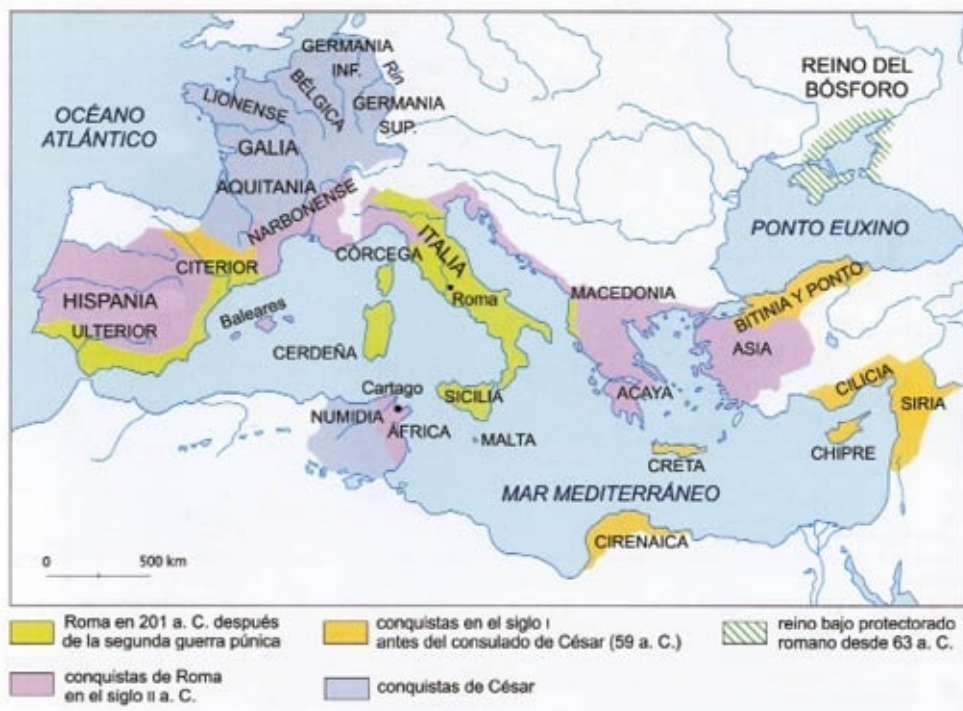 GERMANIA
INF.
Rin
BÉLGICA
LIONENSE
GERMANIA
SUP.
REINO DEL
BÓSFORO
OCÉANO
ATLÁNTICO
GALIA
AQUITANIA
NARBONENSE
PONTO EUXINO
CÓRCEGA
ITALIA
CITERIOR
HISPANIA
Roma
MACEDONIA
BITINIA Y PONTO
Baleares
ULTERIOR
ASIA
CERDEÑA
CILICIA
Cartago
SICILIA
ACAYA
SIRIA
NUMIDIA
ÁFRICA
MALTA
CHIPRE
CRETA
MAR MEDITERRÁNEO
CIRENAICA
0 500 km
Roma en 201 a. C. después
de la segunda guerra púnica
conquistas en el siglo I
antes del consulado de César (59 a. C.)
reino bajo protectorado
romano desde 63 a. C.
conquistas de Roma
en el siglo II a. C.
conquistas de César